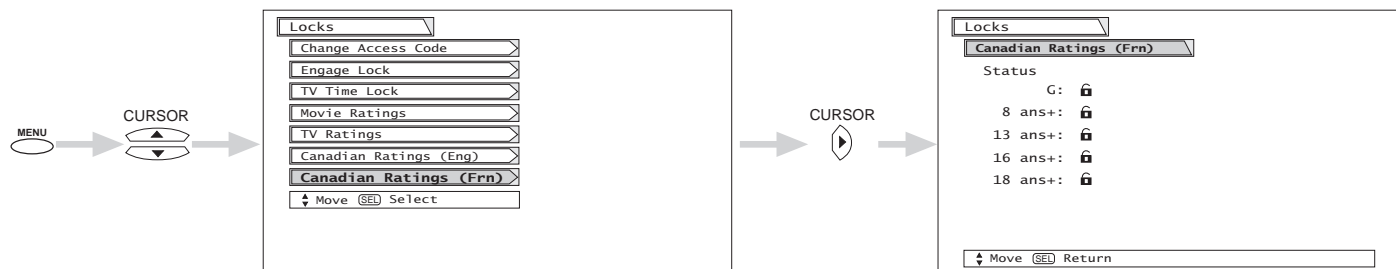 MENU
CURSOR
Locks
Change Access Code
Engage Lock
TV Time Lock
Movie Ratings
TV Ratings
Canadian Ratings (Eng)
Canadian Ratings (Frn)
Move SEL Select
CURSOR
Locks
Canadian Ratings (Frn)
Status
G:
8 ans+:
13 ans+:
16 ans+:
18 ans+:
Move SEL Return